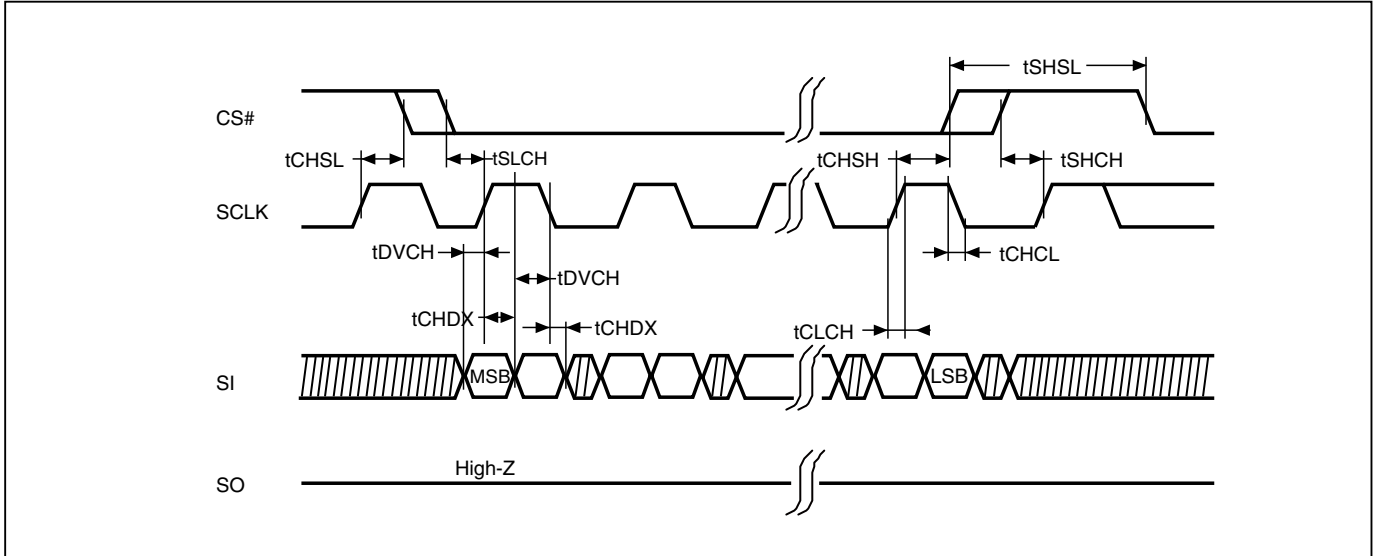 tSHSL
CS#
tCHSL
tSLCH
tCHSH
tSHCH
SCLK
tDVCH
tCHCL
tDVCH
tCHDX
tCHDX
tCLCH
SI
MSB
LSB
High-Z
SO